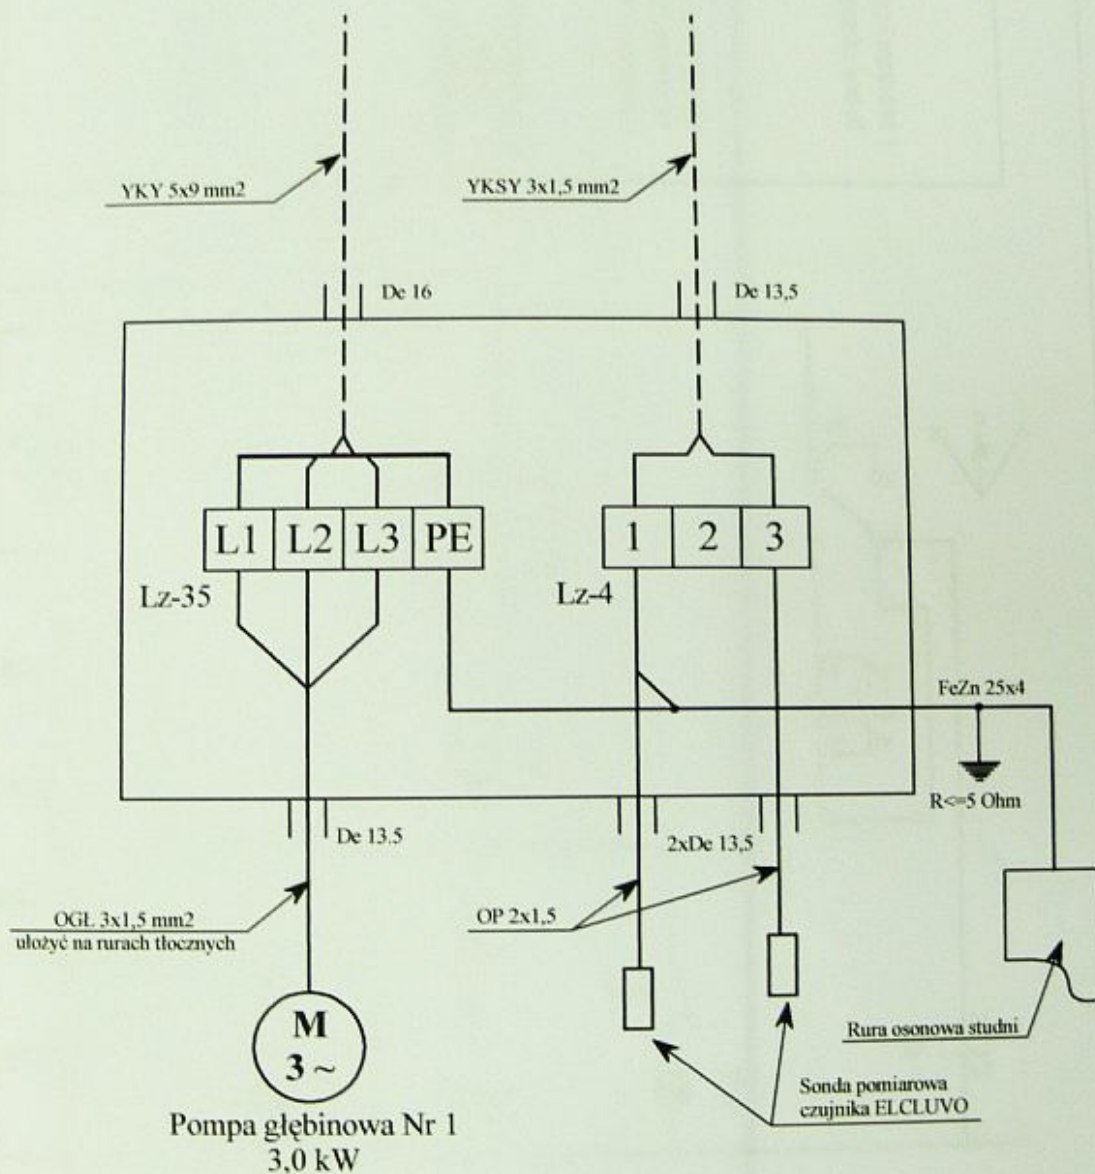 YKY 5x9 mm2
YKSY 3x1,5 mm2
De 16
De 13,5
L1 L2 L3 PE
1 2 3
Lz-35
Lz-4
FeZn 25x4
R<=5 Ohm
De 13.5
2xDe 13,5
OGŁ 3x1,5 mm2
ułożyć na rurach tłocznych
OP 2x1,5
M
3 ~
Rura osonowa studni
Sonda pomiarowa
czujnika ELCLUVO
Pompa głębinowa Nr 1
3,0 kW